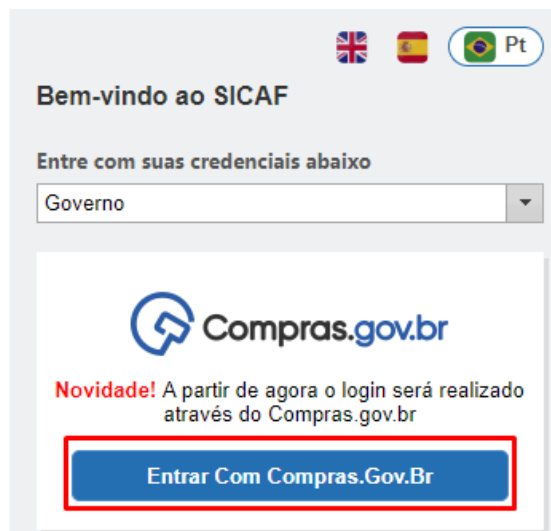 Pt
Bem-vindo ao SICAF
Entre com suas credenciais abaixo
Governo
Compras.gov.br
Novidade! A partir de agora o login será realizado
através do Compras.gov.br
Entrar Com Compras.Gov.Br